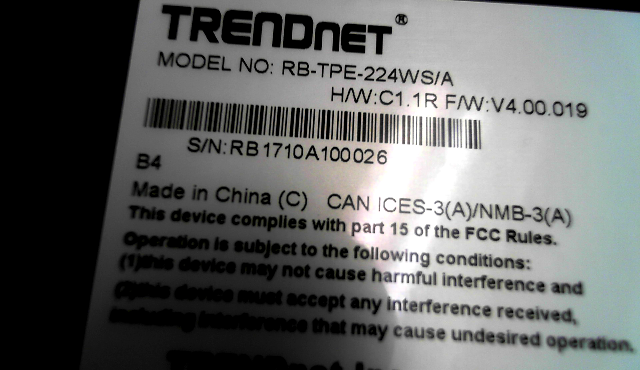 TRENDnet®
MODEL NO: RB-TPE-224WS/A
H/W:C1.1R F/W:V4.00.019
S/N:RB1710A100026
B4
Made in China (C) CAN ICES-3(A)/NMB-3(A)
This device complies with part 15 of the FCC Rules.
Operation is subject to the following conditions:
(1)this device may not cause harmful interference and
(2)this device must accept any interference received,
including interference that may cause undesired operation.